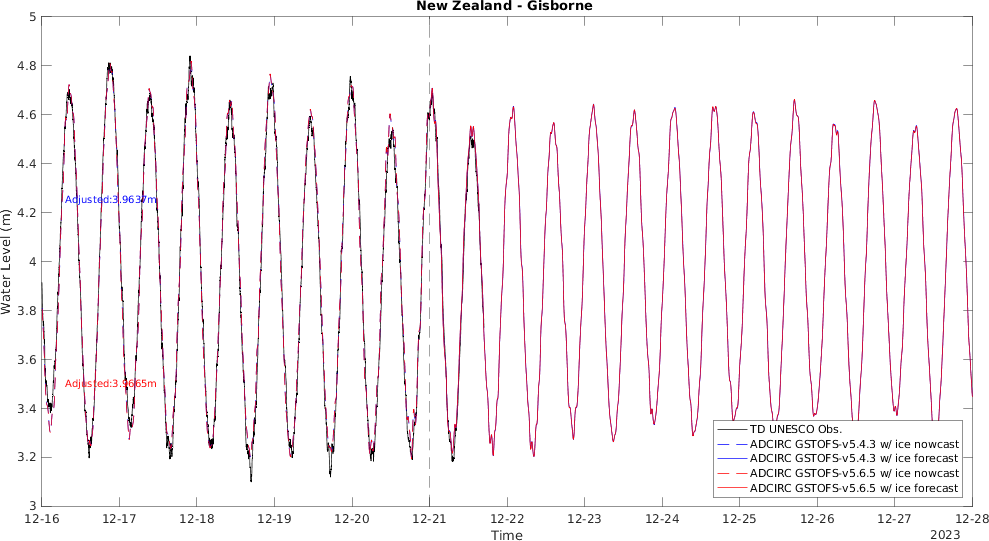 New Zealand - Gisborne
5
4.8
4.6
4.4
4.2
4
3.8
3.6
3.4
3.2
3
Water Level (m)
Adjusted:3.9637m
Adjusted:3.9665m
TD UNESCO Obs.
ADCIRC GSTOFS-v5.4.3 w/ ice nowcast
ADCIRC GSTOFS-v5.4.3 w/ ice forecast
ADCIRC GSTOFS-v5.6.5 w/ ice nowcast
ADCIRC GSTOFS-v5.6.5 w/ ice forecast
12-16 12-17 12-18 12-19 12-20 12-21 12-22 12-23 12-24 12-25 12-26 12-27 12-28
Time 2023